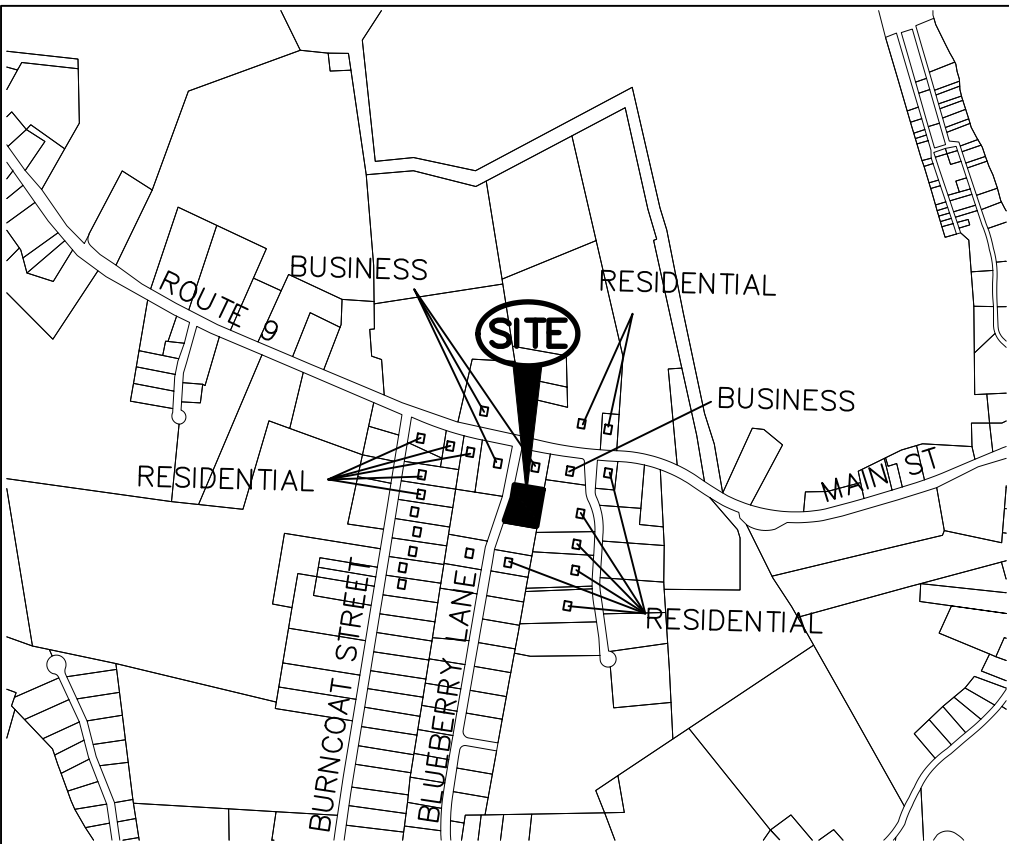 BUSINESS
RESIDENTIAL
ROUTE 9
SITE
BUSINESS
RESIDENTIAL
MAIN ST
BURNCOAT STREET
BLUEBERRY LANE
RESIDENTIAL